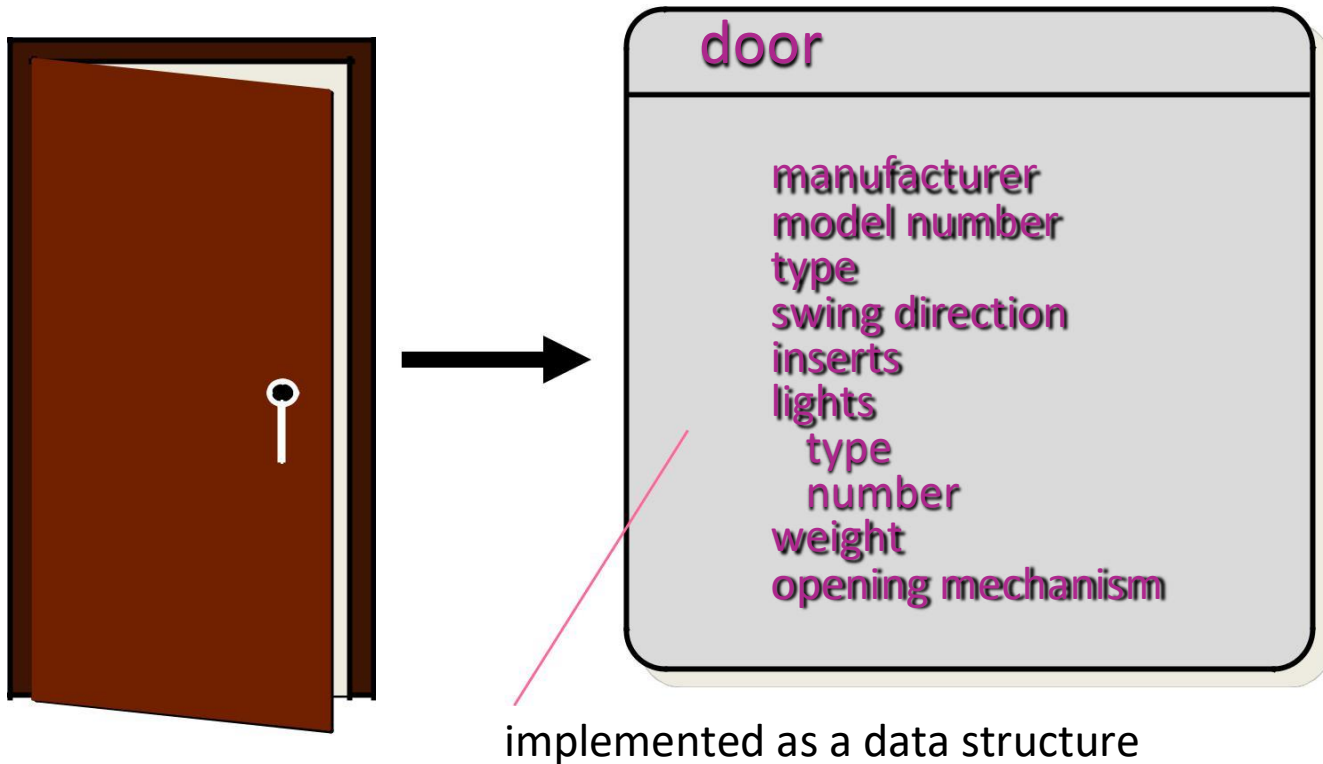 door
manufacturer
model number
type
swing direction
inserts
lights
type
number
weight
opening mechanism
implemented as a data structure